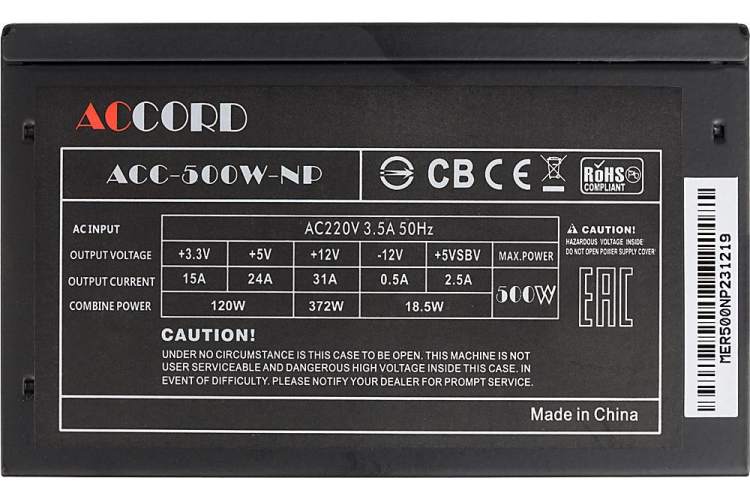 ACCORD
ACC-500W-NP
CB CE RoHS
COMPLIANT
AC INPUT AC220V 3.5A 50Hz
OUTPUT VOLTAGE +3.3V +5V +12V -12V +5VSBV MAX.POWER
OUTPUT CURRENT 15A 24A 31A 0.5A 2.5A 500W
COMBINE POWER 120W 372W 18.5W
CAUTION!
HAZARDOUS VOLTAGE INSIDE
DO NOT OPEN POWER SUPPLY COVER!
EAC
CAUTION!
UNDER NO CIRCUMSTANCE IS THIS CASE TO BE OPEN. THIS MACHINE IS NOT
USER SERVICEABLE AND DANGEROUS HIGH VOLTAGE INSIDE THIS CASE. IN
EVENT OF DIFFICULTY. PLEASE NOTIFY YOUR DEALER FOR PROMPT SERVICE.
Made in China
MER500NP231219